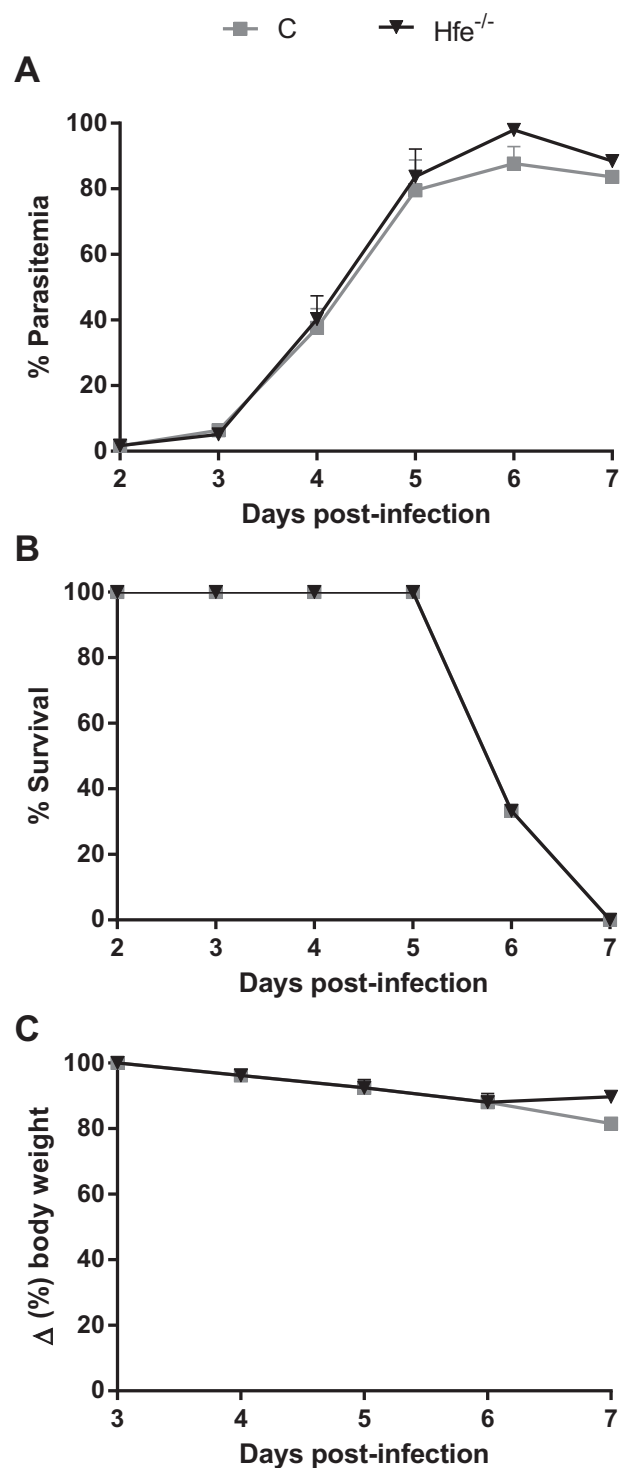 C Hfe-/-
A
100
80
60
40
20
0
% Parasitemia
2 3 4 5 6 7
Days post-infection
B
100
80
60
40
20
0
% Survival
2 3 4 5 6 7
Days post-infection
C
100
80
60
40
20
0
Δ (%) body weight
3 4 5 6 7
Days post-infection